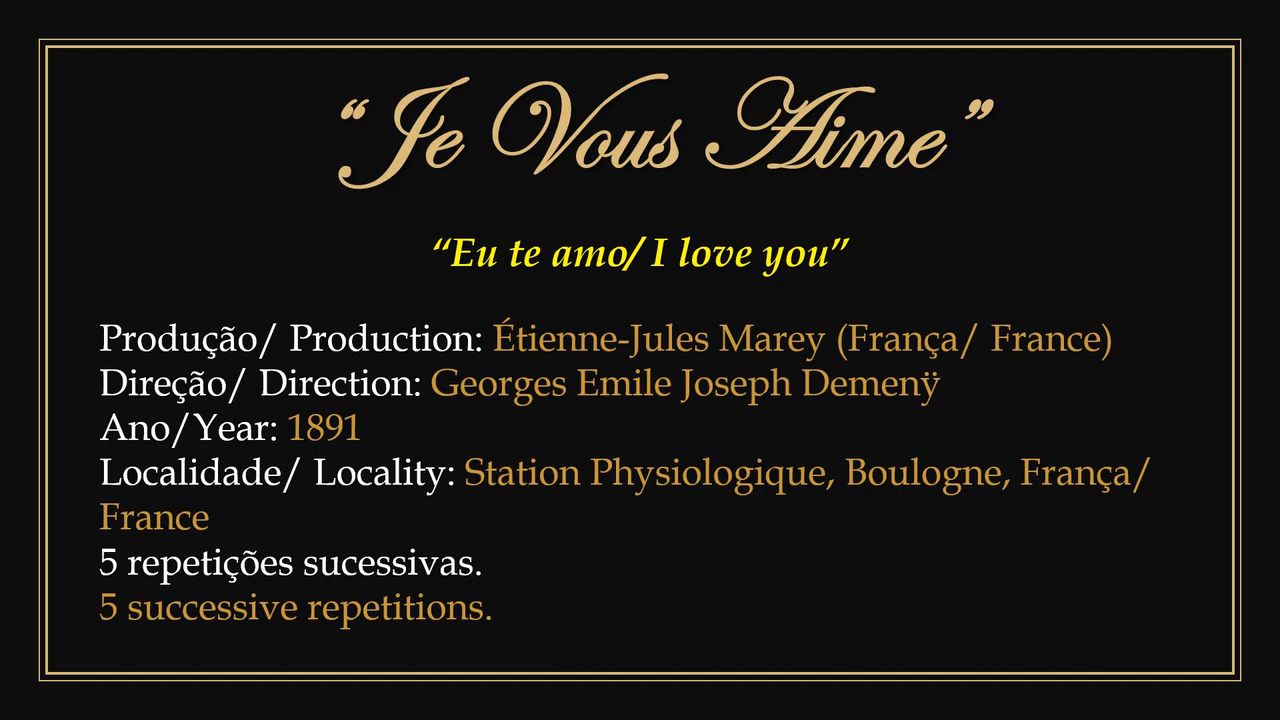 “Je Vous Aime”
“Eu te amo/ I love you”
Produção/ Production: Étienne-Jules Marey (França/ France)
Direção/ Direction: Georges Emile Joseph Demenÿ
Ano/Year: 1891
Localidade/ Locality: Station Physiologique, Boulogne, França/
France
5 repetições sucessivas.
5 successive repetitions.